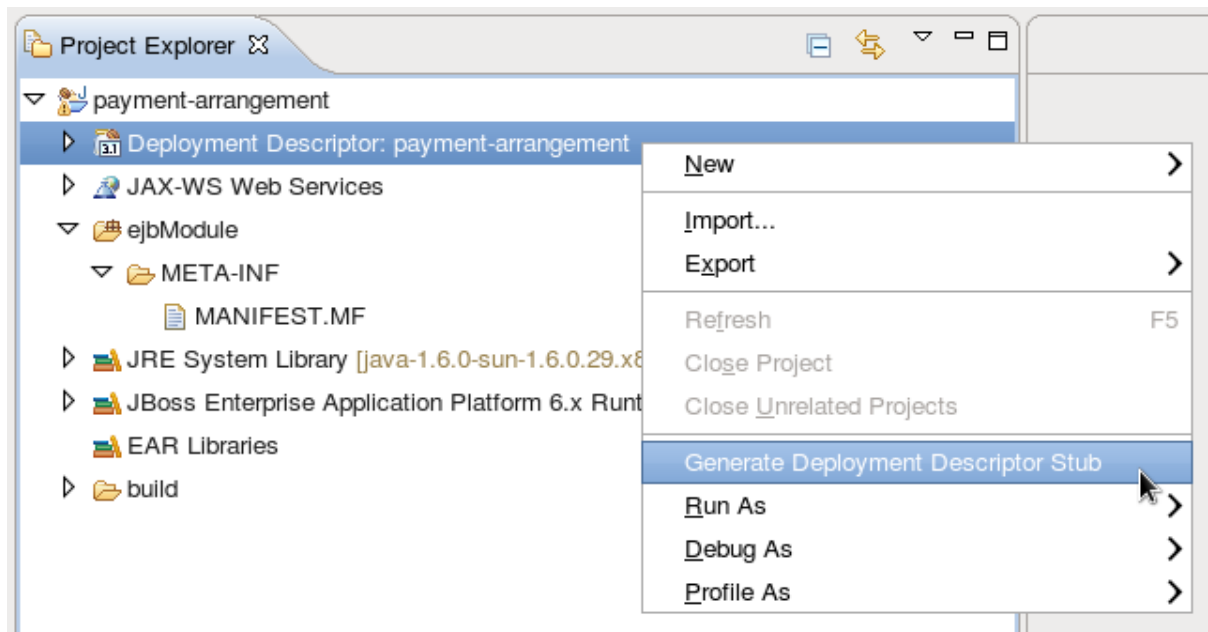 Project Explorer
payment-arrangement
3.1 Deployment Descriptor: payment-arrangement
JAX-WS Web Services
ejbModule
META-INF
MANIFEST.MF
JRE System Library [java-1.6.0-sun-1.6.0.29.x8
JBoss Enterprise Application Platform 6.x Runt
EAR Libraries
build
New
Import...
Export
Refresh F5
Close Project
Close Unrelated Projects
Generate Deployment Descriptor Stub
Run As
Debug As
Profile As